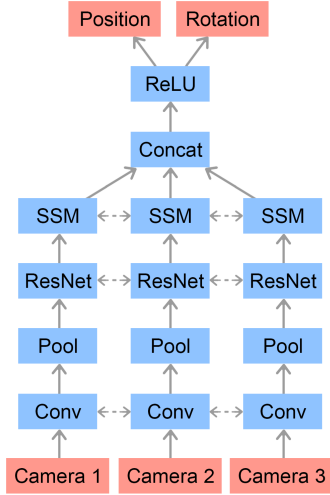 Position Rotation
ReLU
Concat
SSM SSM SSM
ResNet ResNet ResNet
Pool Pool Pool
Conv Conv Conv
Camera 1 Camera 2 Camera 3